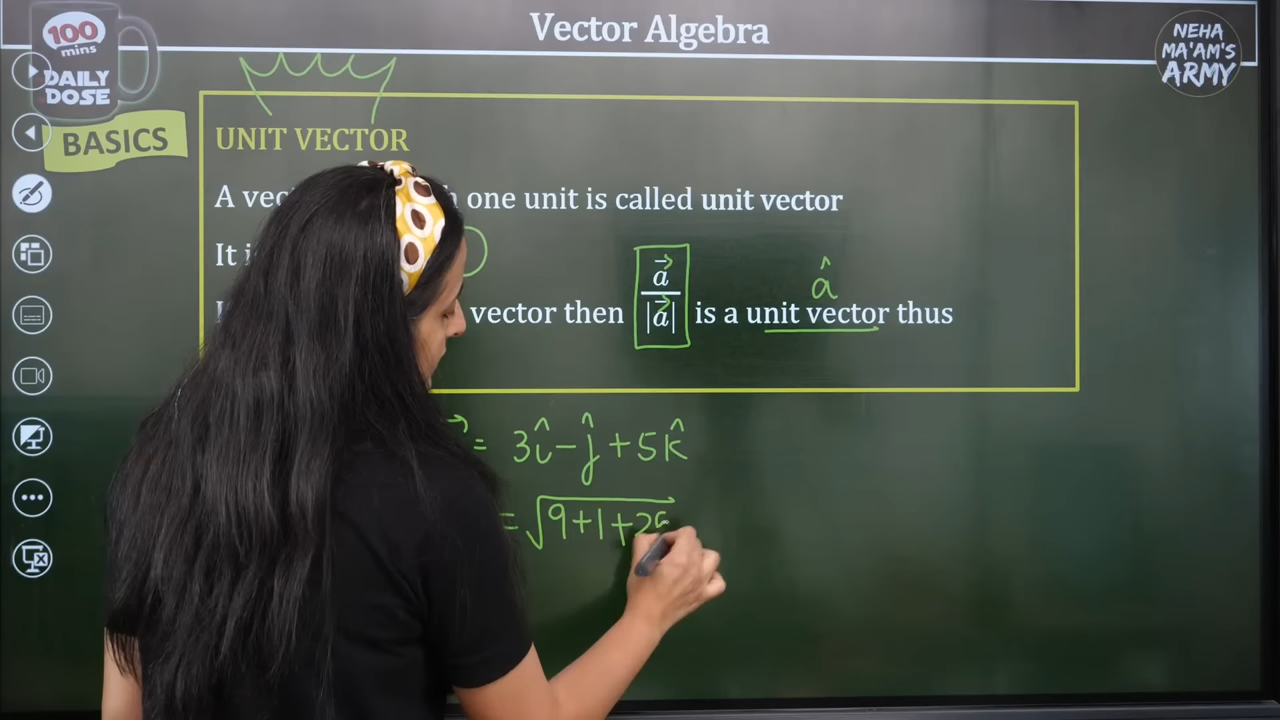 Vector Algebra
100
mins
DAILY
DOSE
NEHA
MA'AM'S
ARMY
BASICS
UNIT VECTOR
A one unit is called unit vector
It
â
vector then a⃗ / |a⃗| is a unit vector thus
= 3î - ĵ + 5k̂
= √9+1+25